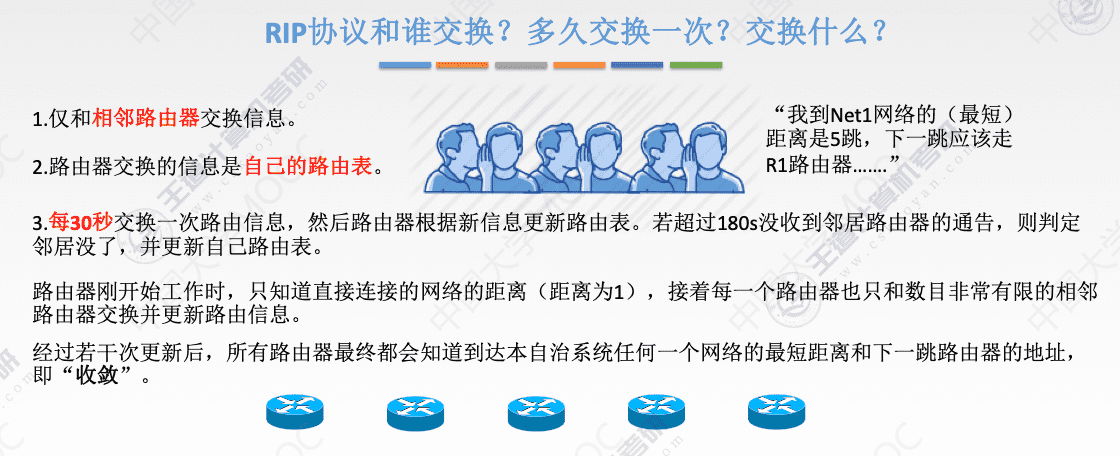 RIP协议和谁交换？多久交换一次？交换什么？
1.仅和相邻路由器交换信息。
2.路由器交换的信息是自己的路由表。
“我到Net1网络的（最短）
距离是5跳，下一跳应该走
R1路由器.......”
3.每30秒交换一次路由信息，然后路由器根据新信息更新路由表。若超过180s没收到邻居路由器的通告，则判定
邻居没了，并更新自己路由表。
路由器刚开始工作时，只知道直接连接的网络的距离（距离为1），接着每一个路由器也只和数目非常有限的相邻
路由器交换并更新路由信息。
经过若干次更新后，所有路由器最终都会知道到达本自治系统任何一个网络的最短距离和下一跳路由器的地址，
即“收敛”。